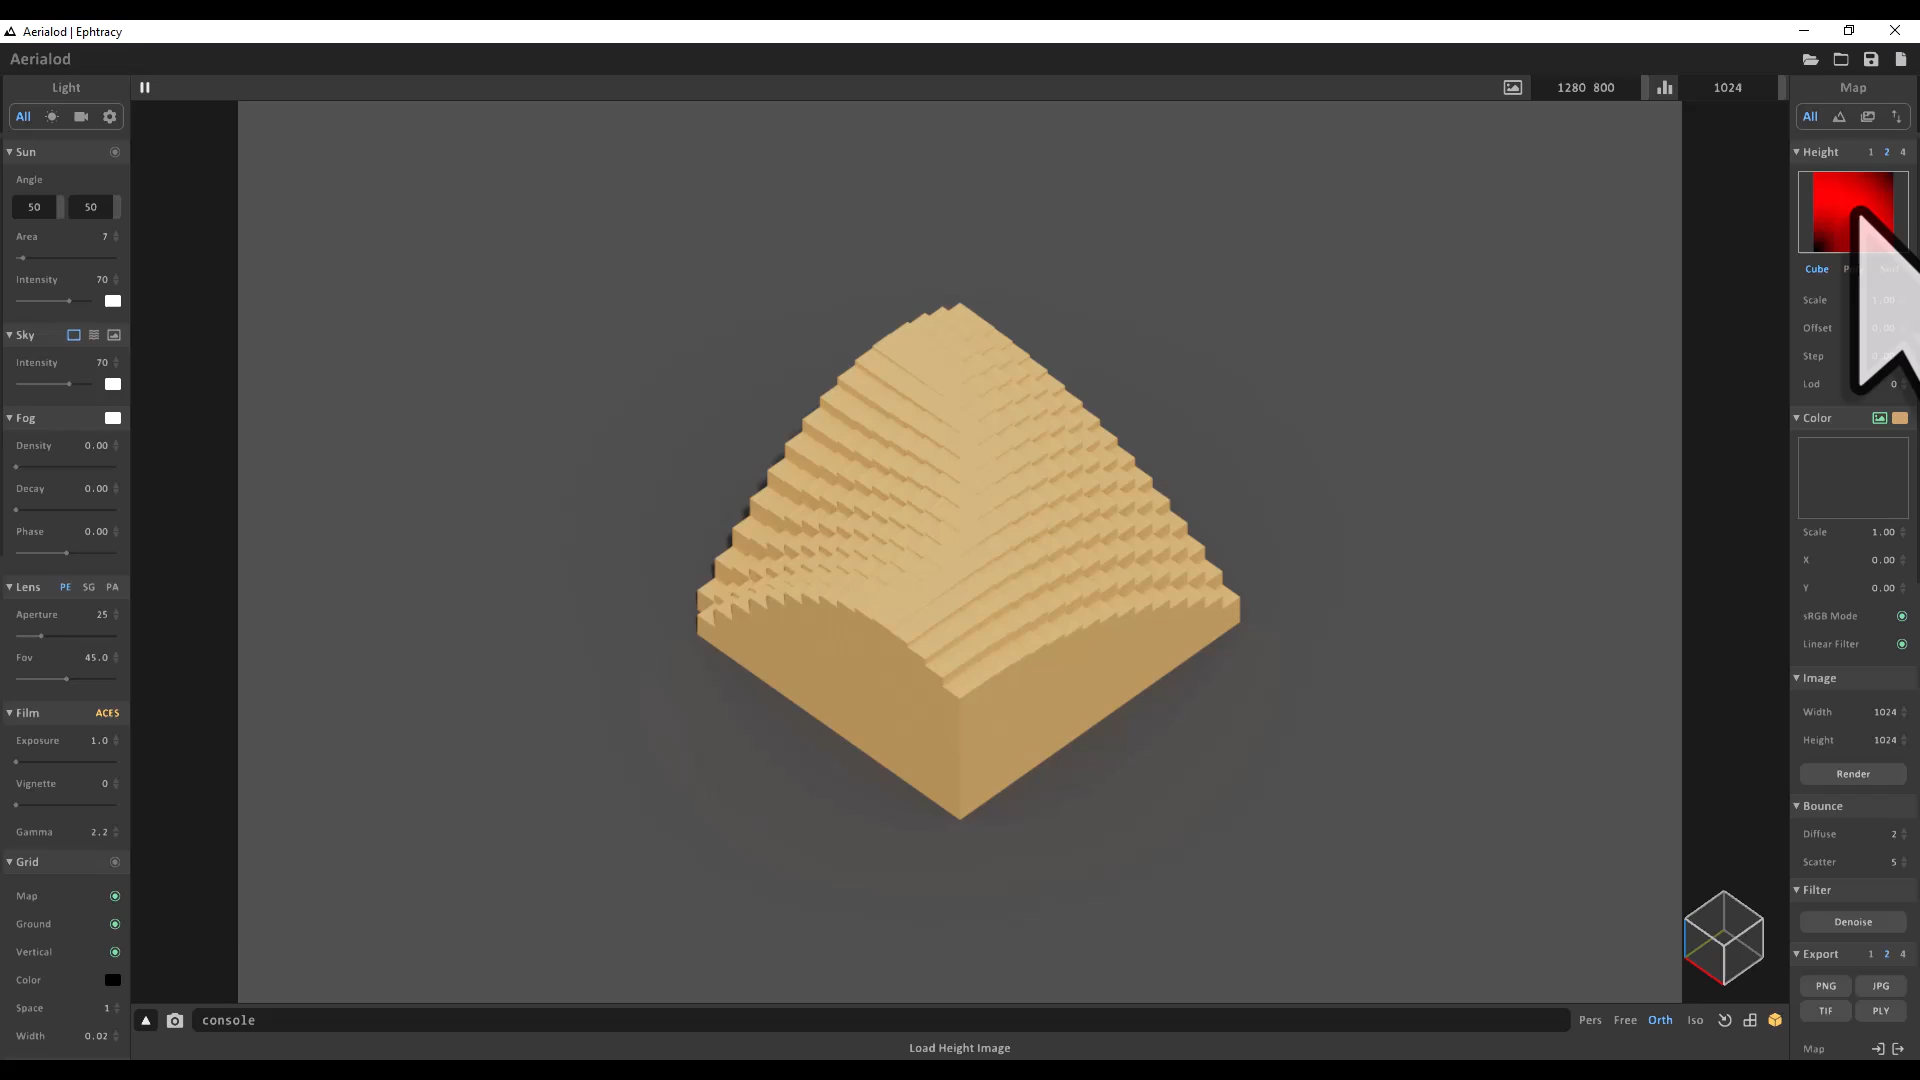 Aerialod | Ephtracy
Aerialod
Light
1280 800
1024
Map
All
All
Sun
Height 1 2 4
Angle
50 50
Area 7
Cube
Intensity 70
Scale 1.00
Offset 0.00
Sky
Step
Intensity 70
Lod 0
Fog
Color
Density 0.00
Decay 0.00
Phase 0.00
Scale 1.00
X 0.00
Lens PE SG PA
Y 0.00
Aperture 25
sRGB Mode
Fov 45.0
Linear Filter
Image
Film ACES
Width 1024
Exposure 1.0
Height 1024
Vignette 0
Render
Bounce
Gamma 2.2
Diffuse 2
Grid
Scatter 5
Map
Filter
Ground
Denoise
Vertical
Export 1 2 4
Color
PNG JPG
Space 1
TIF PLY
console
Pers Free Orth Iso
Width 0.02
Load Height Image
Map